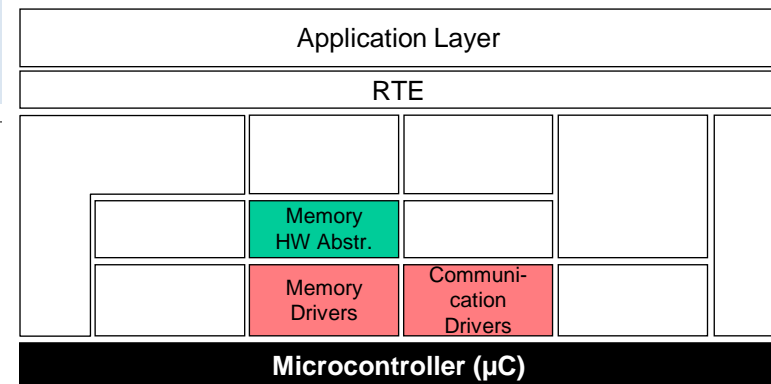 Application Layer
RTE
Memory
HW Abstr.
Memory
Drivers
Communi-
cation
Drivers
Microcontroller (µC)